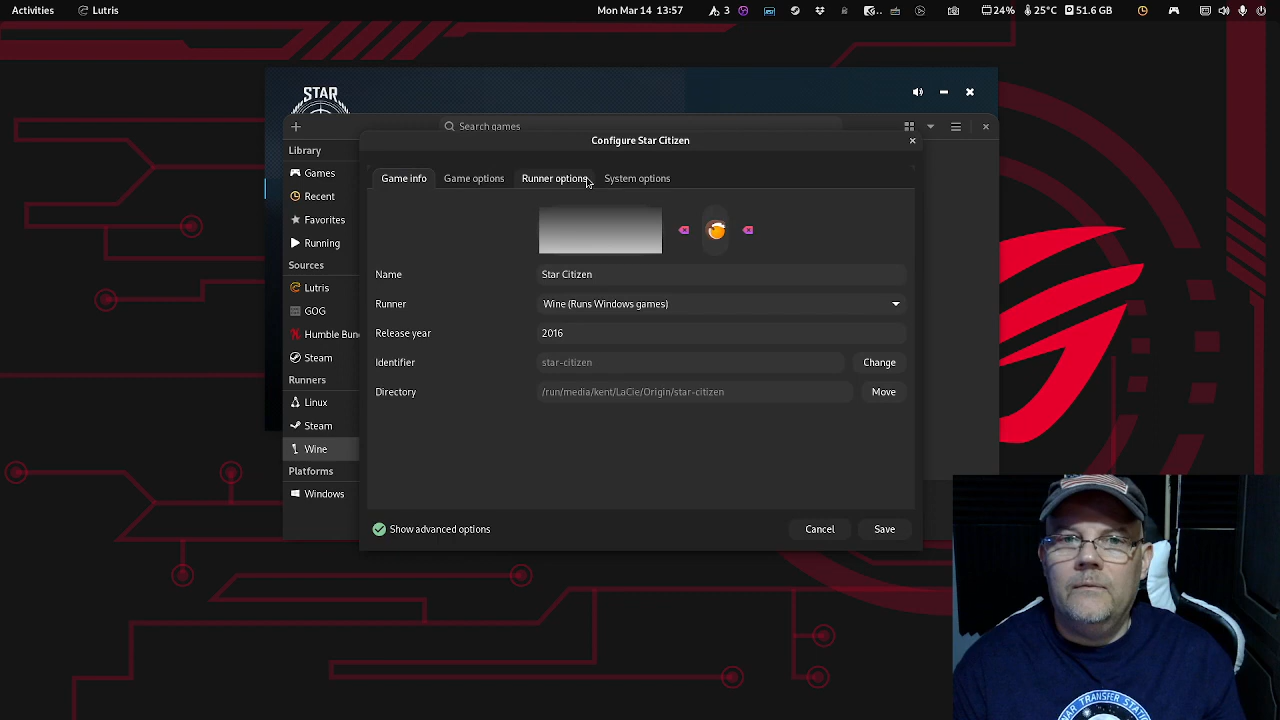 Activities
Lutris
Mon Mar 14 13:57
3
24%
25°C
51.6 GB
STAR
Search games
Configure Star Citizen
Library
Games
Recent
Favorites
Running
Sources
Lutris
GOG
Humble Bun
Steam
Runners
Linux
Steam
Wine
Platforms
Windows
Game info
Game options
Runner options
System options
Name
Star Citizen
Runner
Wine (Runs Windows games)
Release year
2016
Identifier
star-citizen
Change
Directory
/run/media/kent/LaCie/Origin/star-citizen
Move
Show advanced options
Cancel
Save
NAR TRANSFER STATI